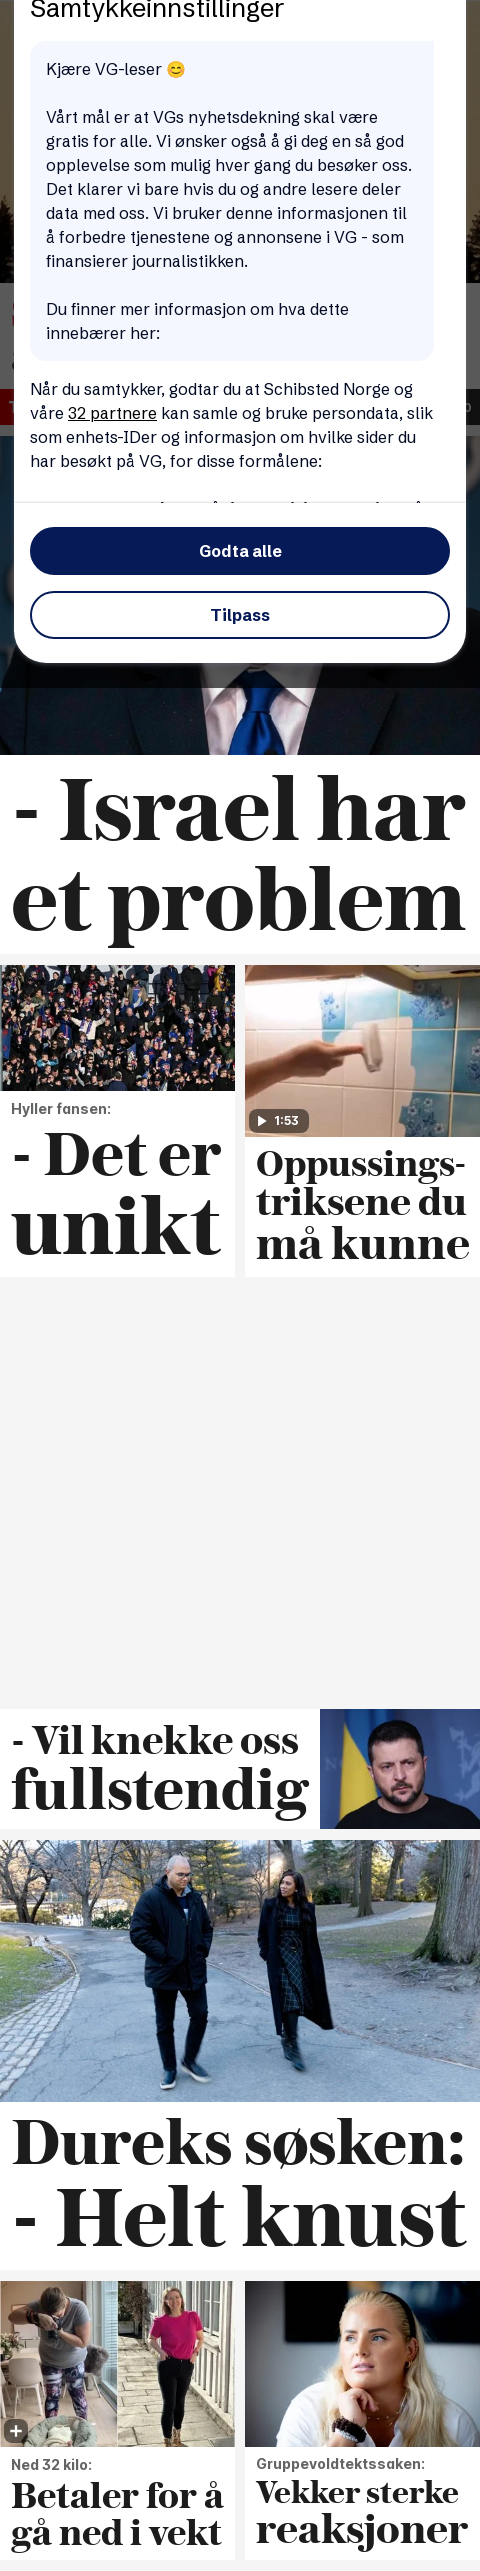 Samtykkeinnstillinger
Kjære VG-leser 😊
Vårt mål er at VGs nyhetsdekning skal være
gratis for alle. Vi ønsker også å gi deg en så god
opplevelse som mulig hver gang du besøker oss.
Det klarer vi bare hvis du og andre lesere deler
data med oss. Vi bruker denne informasjonen til
å forbedre tjenestene og annonsene i VG - som
finansierer journalistikken.
Du finner mer informasjon om hva dette
innebærer her:
Når du samtykker, godtar du at Schibsted Norge og
våre 32 partnere kan samle og bruke persondata, slik
som enhets-IDer og informasjon om hvilke sider du
har besøkt på VG, for disse formålene:
Godta alle
Tilpass
- Israel har
et problem
Hyller fansen:
- Det er
unikt
1:53
Oppussings-
triksene du
må kunne
- Vil knekke oss
fullstendig
Dureks søsken:
- Helt knust
Ned 32 kilo:
Betaler for å
gå ned i vekt
Gruppevoldtektssaken:
Vekker sterke
reaksjoner